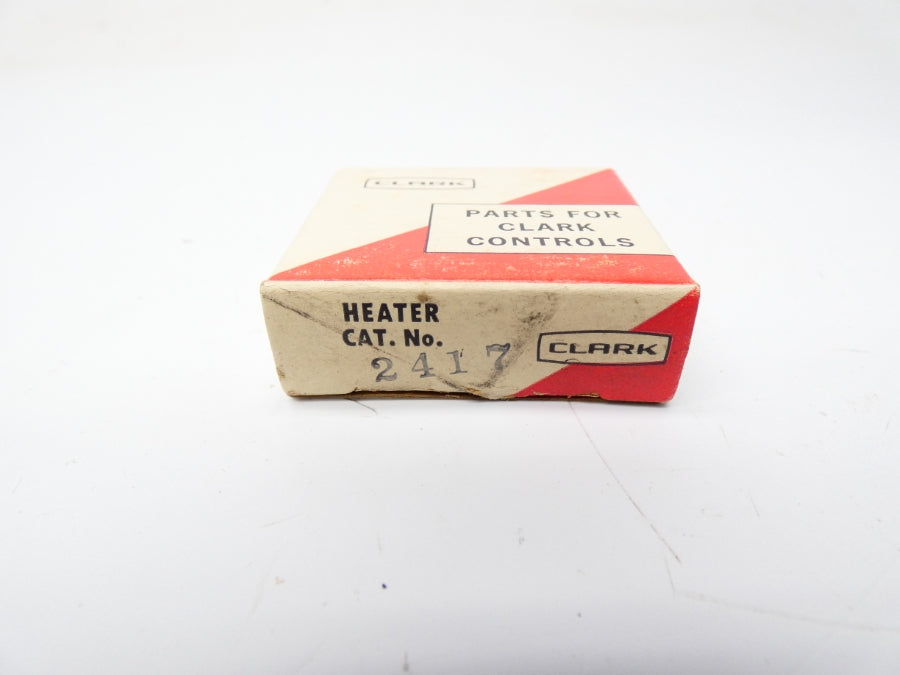 CLARK
PARTS FOR
CLARK
CONTROLS
HEATER
CAT. No.
2417
CLARK